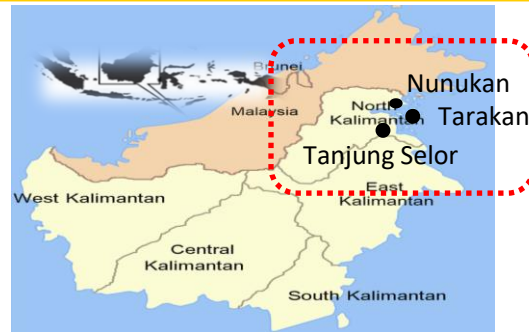 Brunei
Nunukan
Malaysia
North
Kalimantan
Tarakan
Tanjung Selor
West Kalimantan
East
Kalimantan
Central
Kalimantan
South Kalimantan